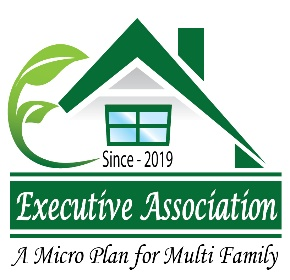 Since - 2019
Executive Association
A Micro Plan for Multi Family